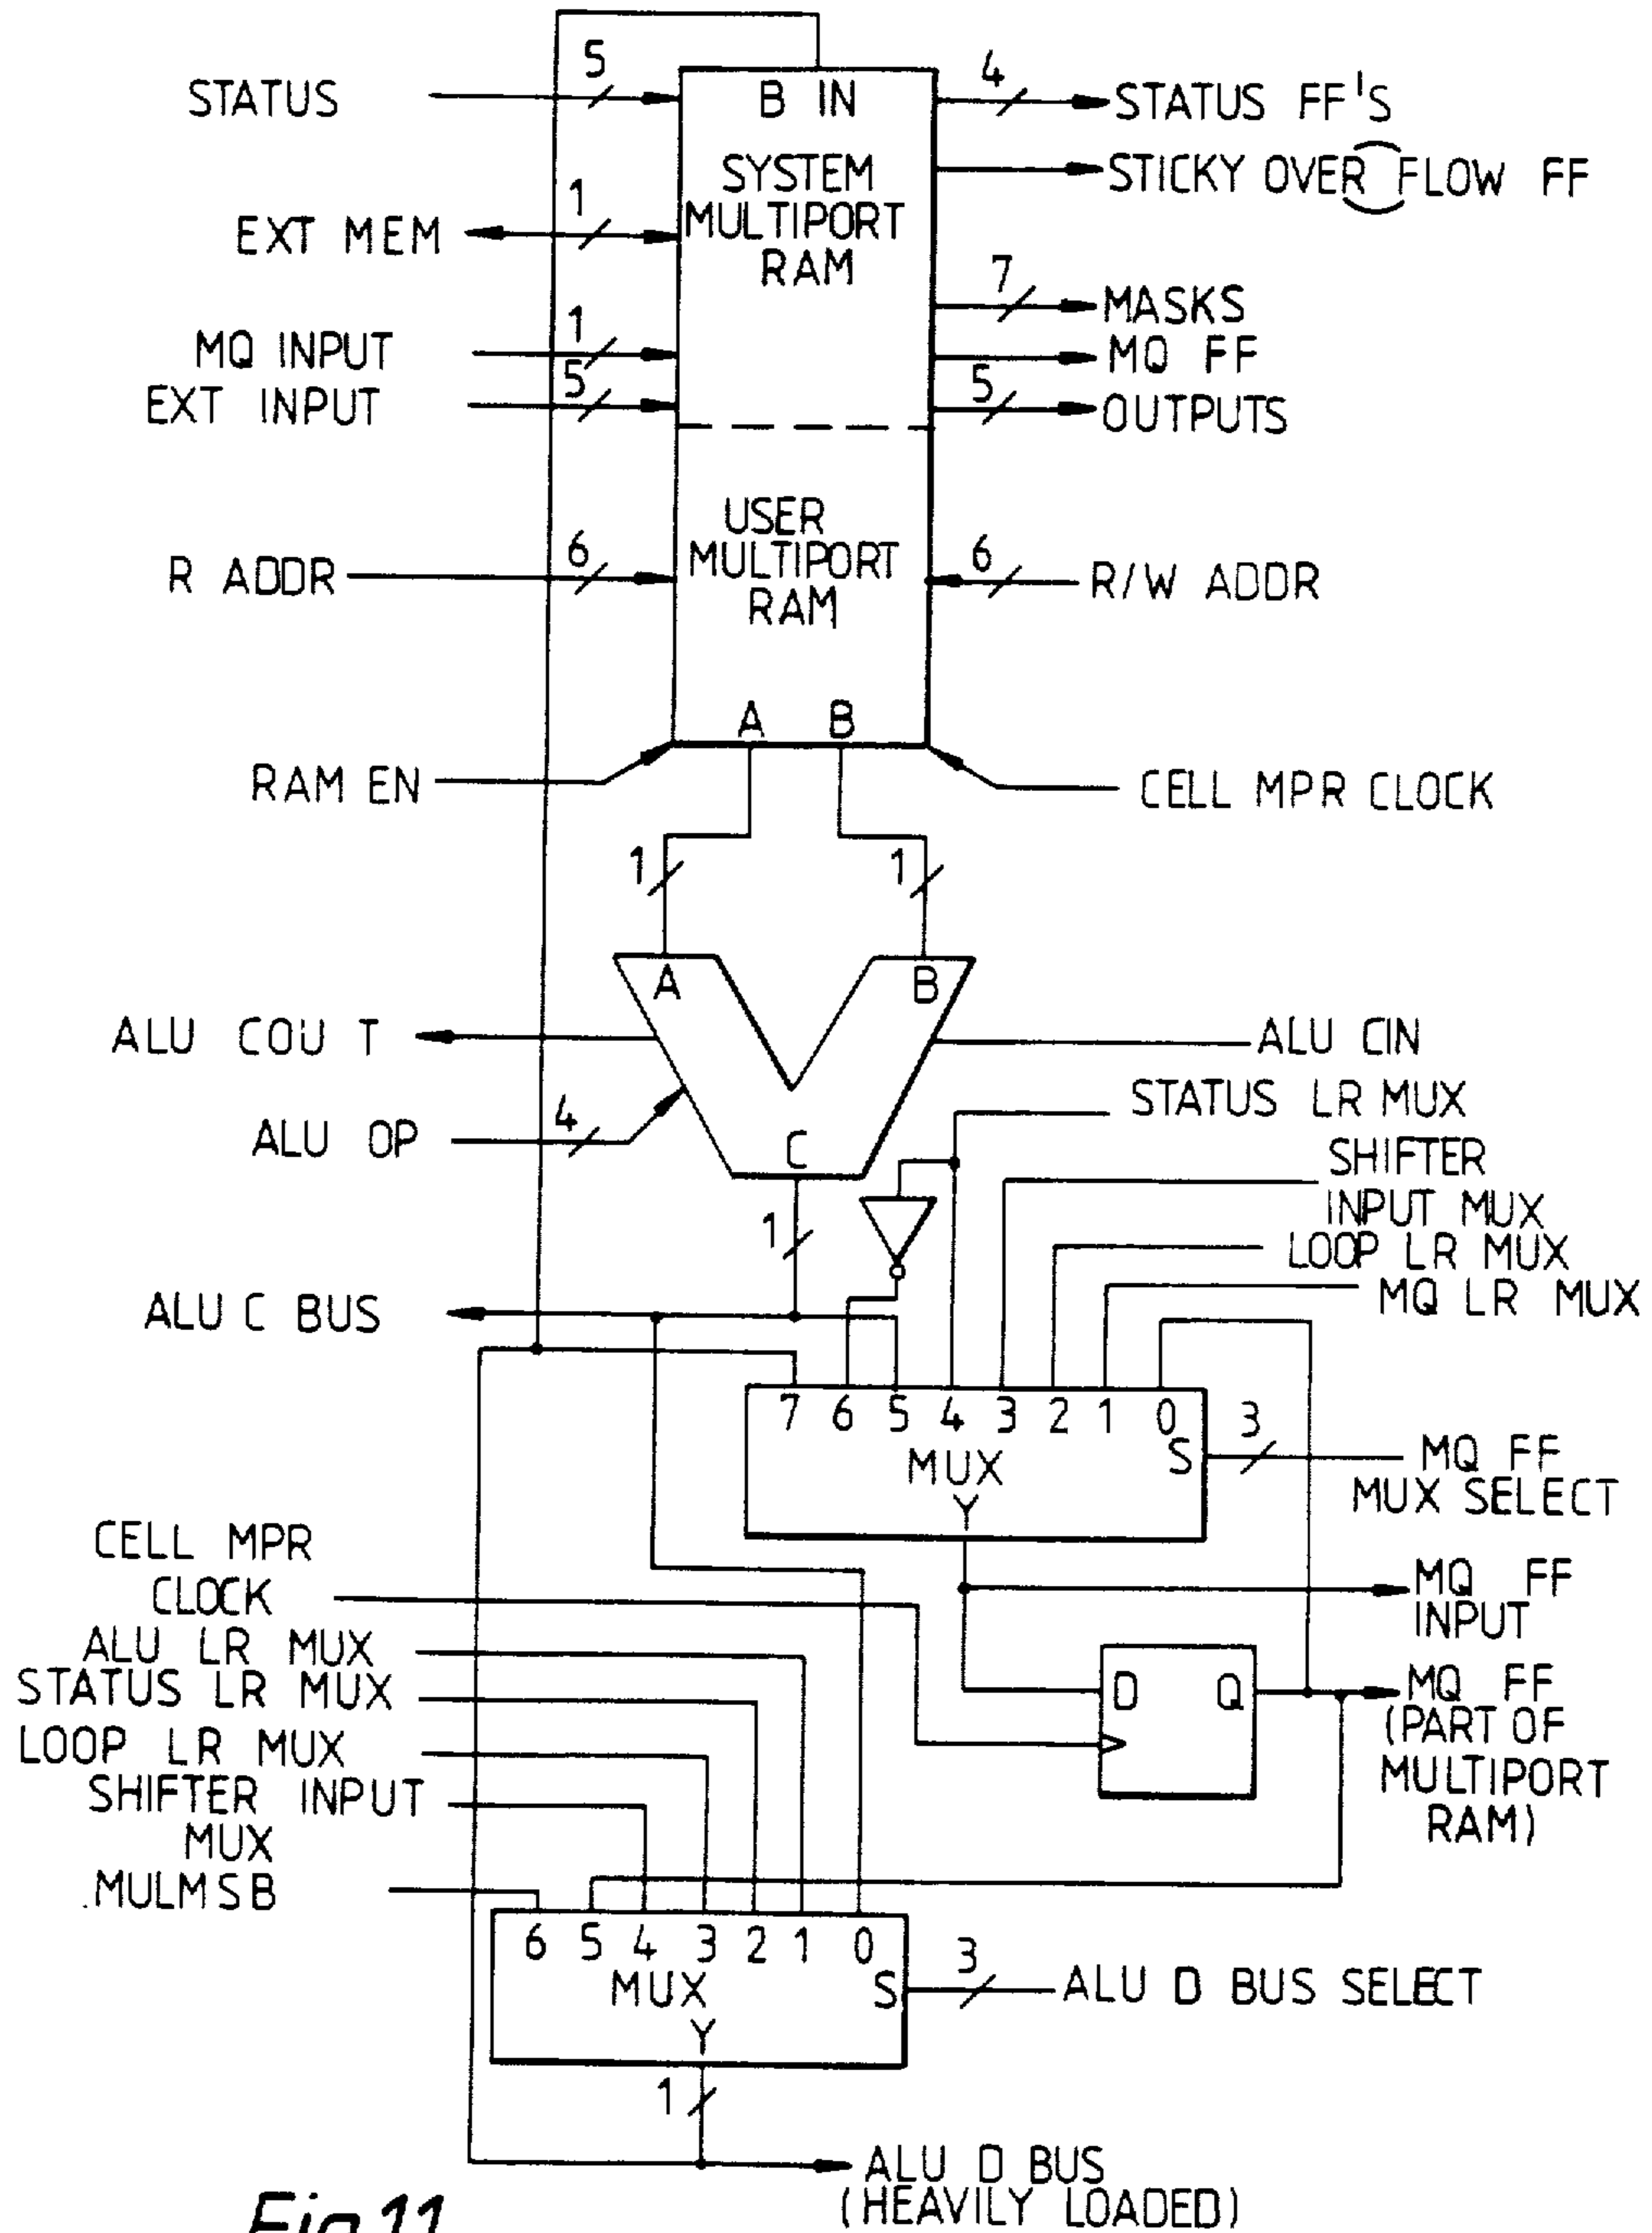 5
B IN
4
STATUS
STATUS FF'S
SYSTEM
MULTIPORT
RAM
STICKY OVER FLOW FF
1
EXT MEM
7
MASKS
1
MQ INPUT
MQ FF
5
EXT INPUT
5
OUTPUTS
USER
MULTIPORT
RAM
6
R ADDR
6
R/W ADDR
A B
RAM EN
CELL MPR CLOCK
1
1
A
B
ALU COU T
ALU CIN
4
ALU OP
C
STATUS LR MUX
SHIFTER
INPUT MUX
1
LOOP LR MUX
MQ LR MUX
ALU C BUS
7 6 5 4 3 2 1 0
3
S
MUX
Y
MQ FF
MUX SELECT
CELL MPR
CLOCK
MQ FF
INPUT
ALU LR MUX
STATUS LR MUX
D Q
MQ FF
(PART OF
MULTIPORT
RAM)
LOOP LR MUX
SHIFTER INPUT
MUX
.MULMSB
6 5 4 3 2 1 0
3
S
MUX
Y
ALU D BUS SELECT
1
ALU D BUS
(HEAVILY LOADED)
Fig.11